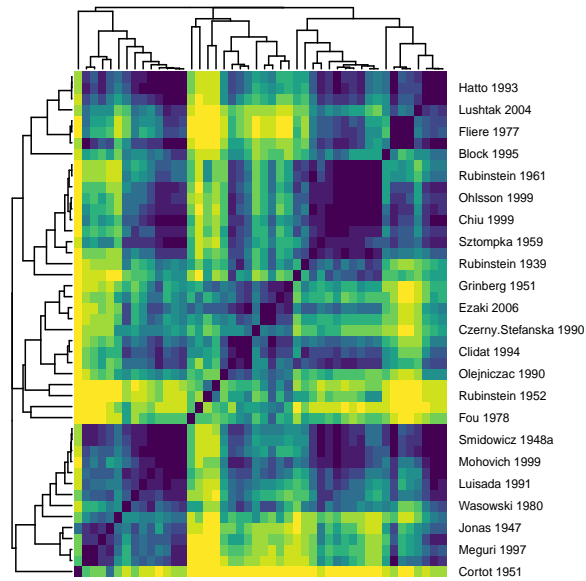 Hatto 1993
Lushtak 2004
Fliere 1977
Block 1995
Rubinstein 1961
Ohlsson 1999
Chiu 1999
Sztompka 1959
Rubinstein 1939
Grinberg 1951
Ezaki 2006
Czerny.Stefanska 1990
Clidat 1994
Olejniczac 1990
Rubinstein 1952
Fou 1978
Smidowicz 1948a
Mohovich 1999
Luisada 1991
Wasowski 1980
Jonas 1947
Meguri 1997
Cortot 1951